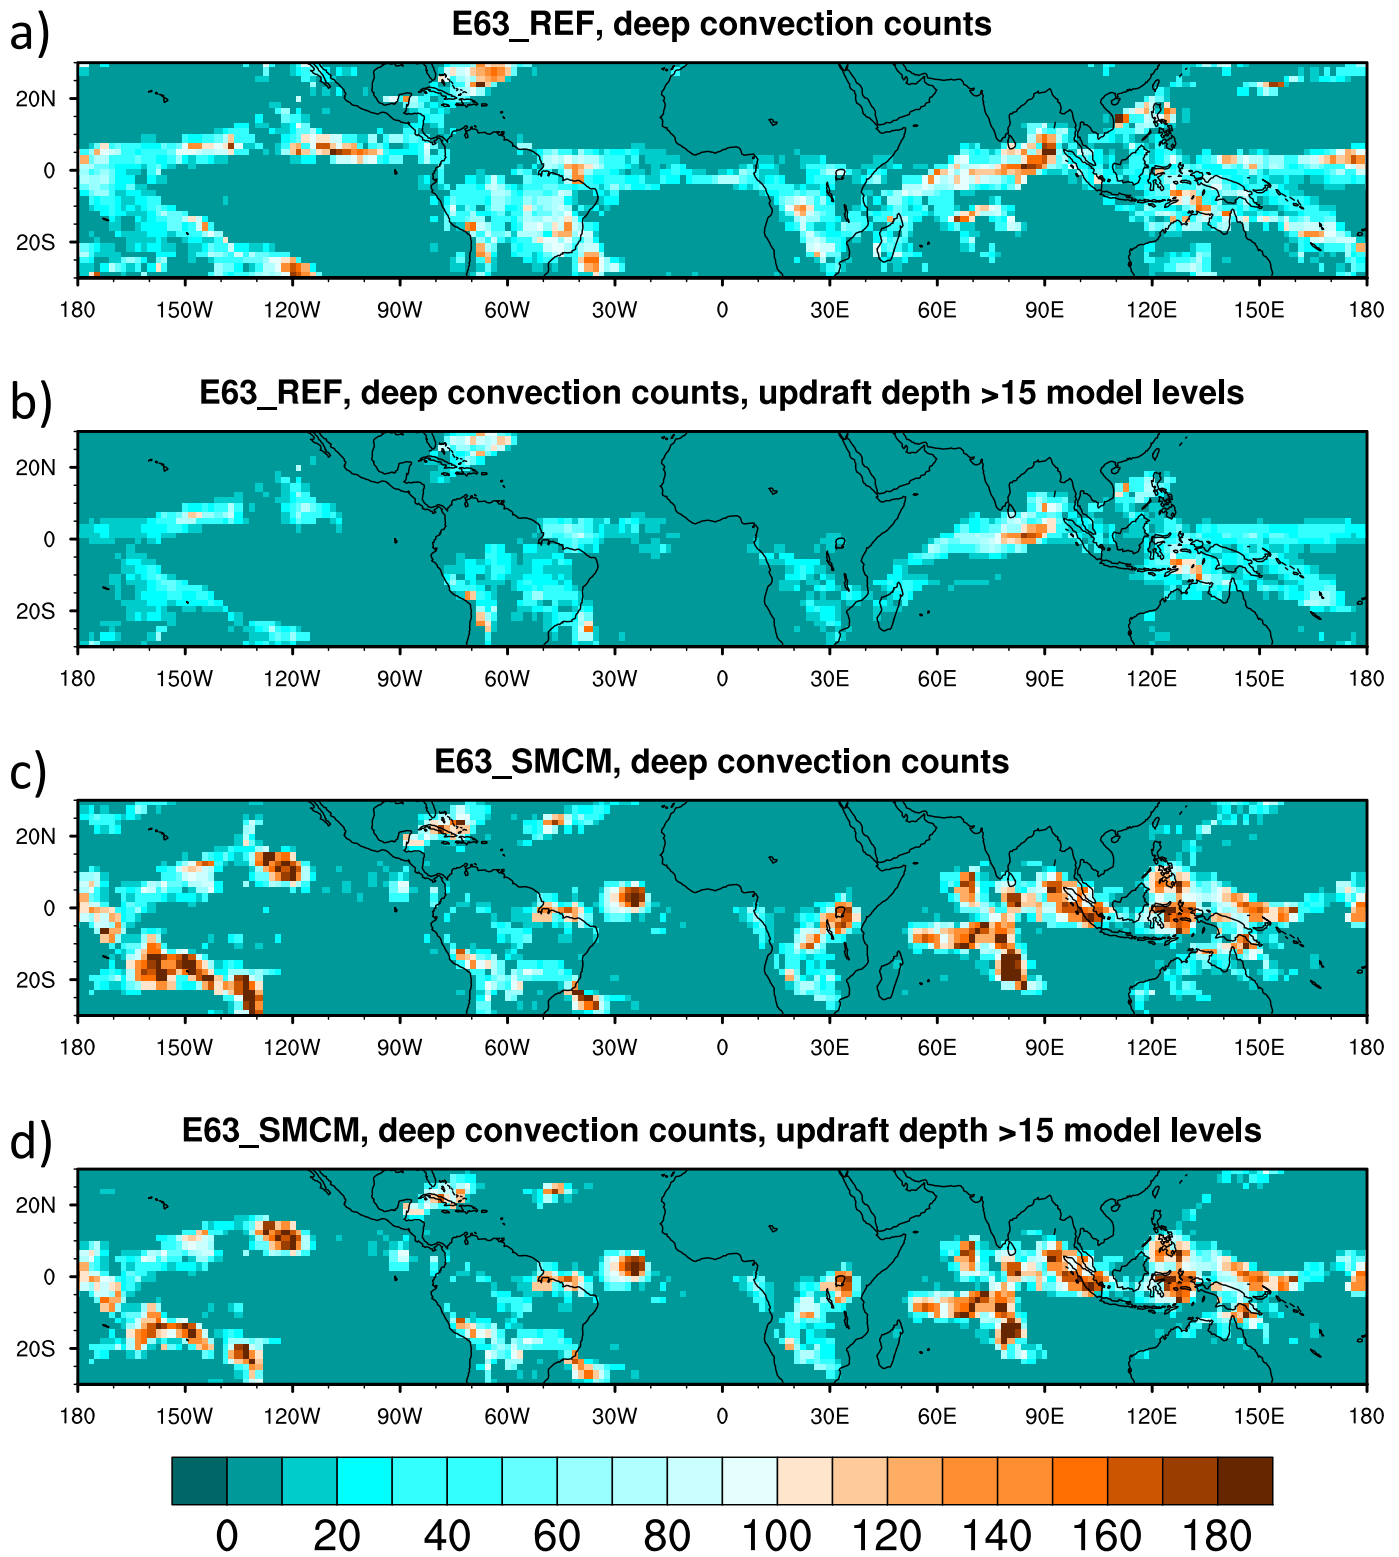 a)
E63_REF, deep convection counts
20N
0
20S
180 150W 120W 90W 60W 30W 0 30E 60E 90E 120E 150E 180
b)
E63_REF, deep convection counts, updraft depth >15 model levels
20N
0
20S
180 150W 120W 90W 60W 30W 0 30E 60E 90E 120E 150E 180
c)
E63_SMCM, deep convection counts
20N
0
20S
180 150W 120W 90W 60W 30W 0 30E 60E 90E 120E 150E 180
d)
E63_SMCM, deep convection counts, updraft depth >15 model levels
20N
0
20S
180 150W 120W 90W 60W 30W 0 30E 60E 90E 120E 150E 180
0 20 40 60 80 100 120 140 160 180